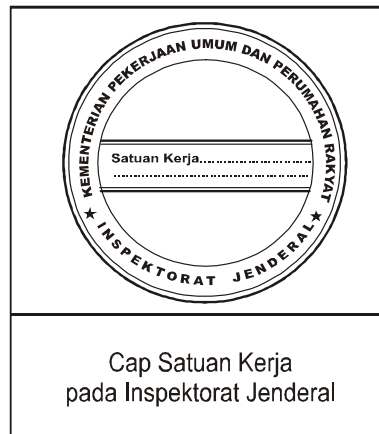 KEMENTERIAN PEKERJAAN UMUM DAN PERUMAHAN RAKYAT
Satuan Kerja..............................
..................................................
★ INSPEKTORAT JENDERAL ★
Cap Satuan Kerja
pada Inspektorat Jenderal